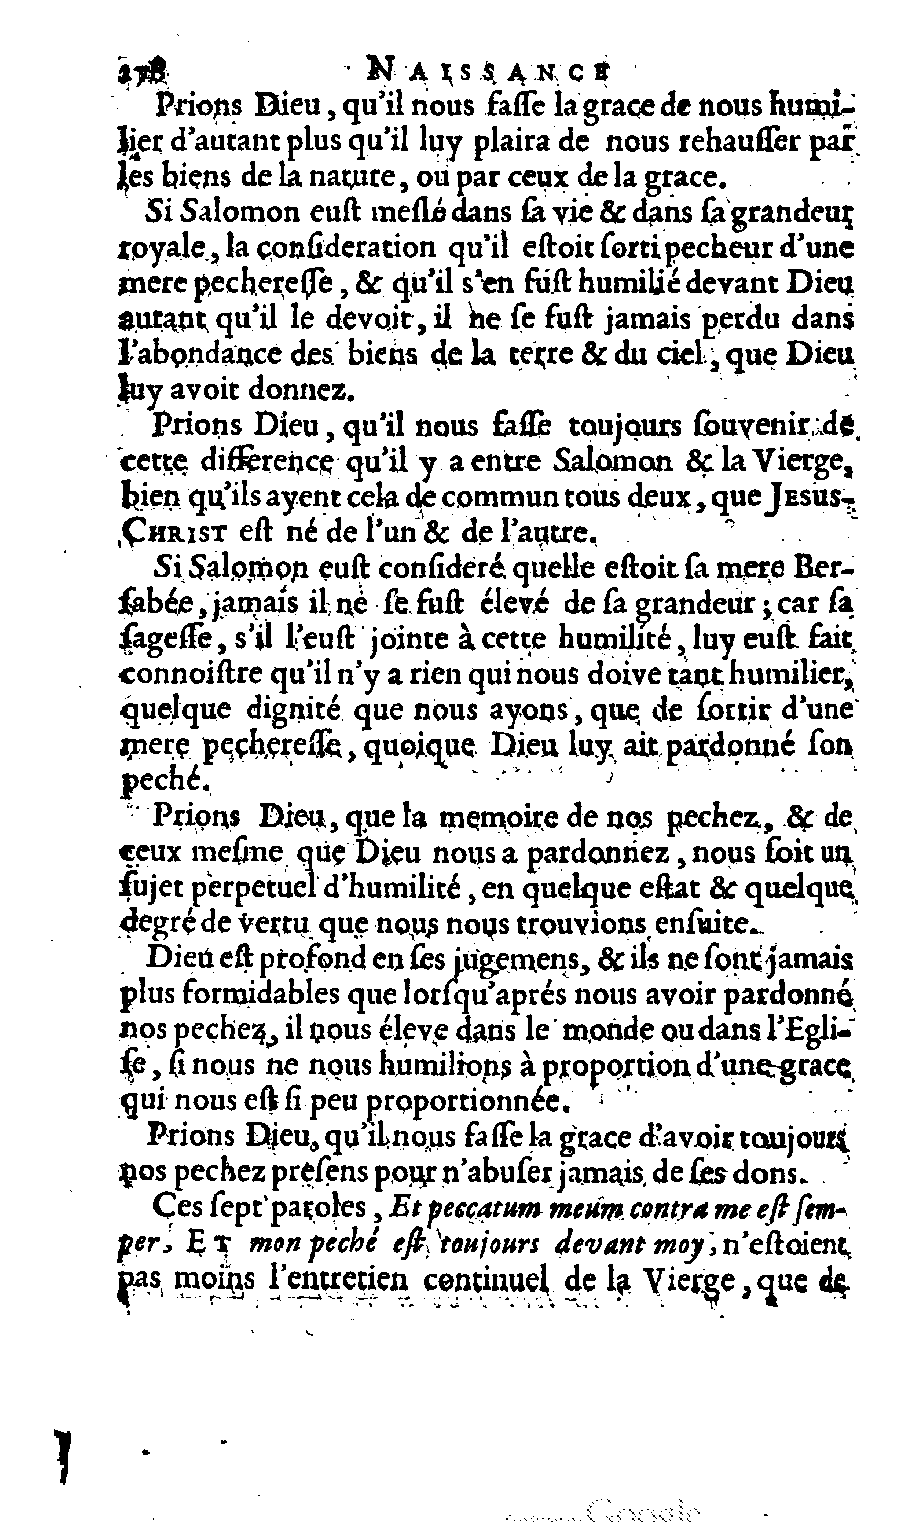 278 NAISSANCE
Prions Dieu, qu'il nous faſſe la grace de nous humi-
lier d'autant plus qu'il luy plaira de nous rehauſſer par
les biens de la nature, ou par ceux de la grace.
Si Salomon euſt meſlé dans ſa vie & dans ſa grandeur
royale, la conſideration qu'il eſtoit ſorti pecheur d'une
mere pechereſſe, & qu'il s'en fuſt humilié devant Dieu
autant qu'il le devoit, il ne ſe fuſt jamais perdu dans
l'abondance des biens de la terre & du ciel, que Dieu
luy avoit donnez.
Prions Dieu, qu'il nous faſſe toujours ſouvenir de
cette difference qu'il y a entre Salomon & la Vierge,
bien qu'ils ayent cela de commun tous deux, que JESUS-
CHRIST eſt né de l'un & de l'autre.
Si Salomon euſt conſideré quelle eſtoit ſa mere Ber-
ſabée, jamais il ne ſe fuſt élevé de ſa grandeur; car ſa
ſageſſe, s'il l'euſt jointe à cette humilité, luy euſt fait
connoiſtre qu'il n'y a rien qui nous doive tant humilier,
quelque dignité que nous ayons, que de ſortir d'une
mere pechereſſe, quoique Dieu luy ait pardonné ſon
peché.
Prions Dieu, que la memoire de nos pechez, & de
ceux meſme que Dieu nous a pardonnez, nous ſoit un
ſujet perpetuel d'humilité, en quelque eſtat & quelque
degré de vertu que nous nous trouvions enſuite.
Dieu eſt profond en ſes jugemens, & ils ne ſont jamais
plus formidables que lorſqu'aprés nous avoir pardonné
nos pechez, il nous éleve dans le monde ou dans l'Egli-
ſe, ſi nous ne nous humilions à proportion d'une grace
qui nous eſt ſi peu proportionnée.
Prions Dieu, qu'il nous faſſe la grace d'avoir toujours
nos pechez preſens pour n'abuſer jamais de ſes dons.
Ces ſept paroles, Et peccatum meum contra me eſt ſem-
per. ET mon peché eſt toujours devant moy, n'eſtoient
pas moins l'entretien continuel de la Vierge, que de
Google